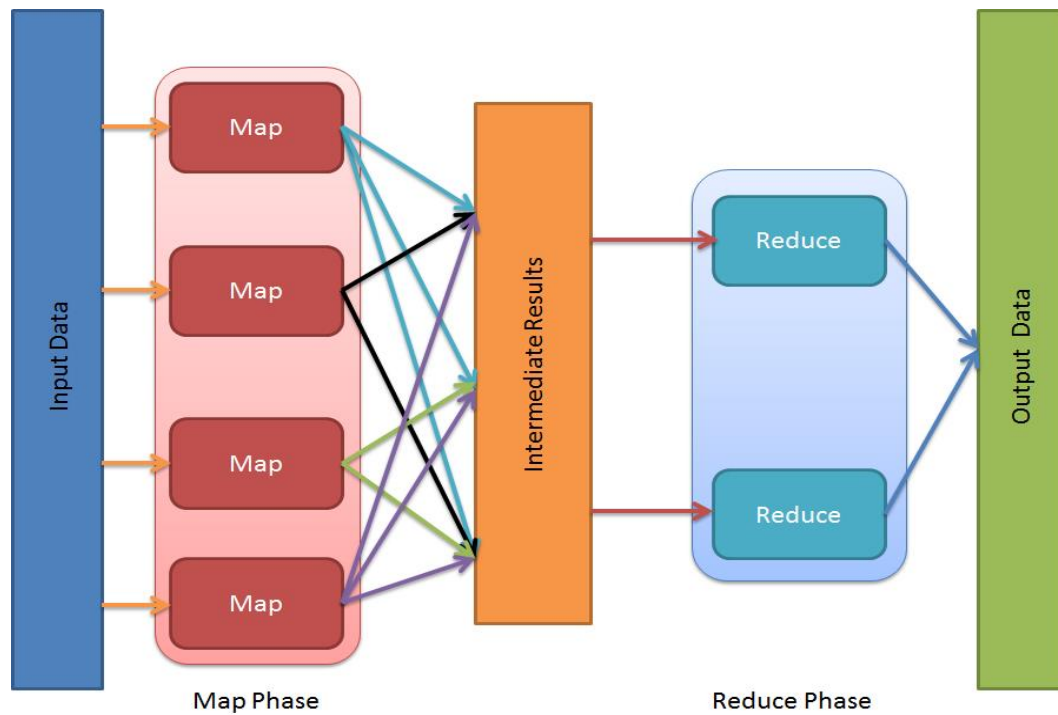 Input Data
Map
Map
Map
Map
Map Phase
Intermediate Results
Reduce
Reduce
Reduce Phase
Output Data